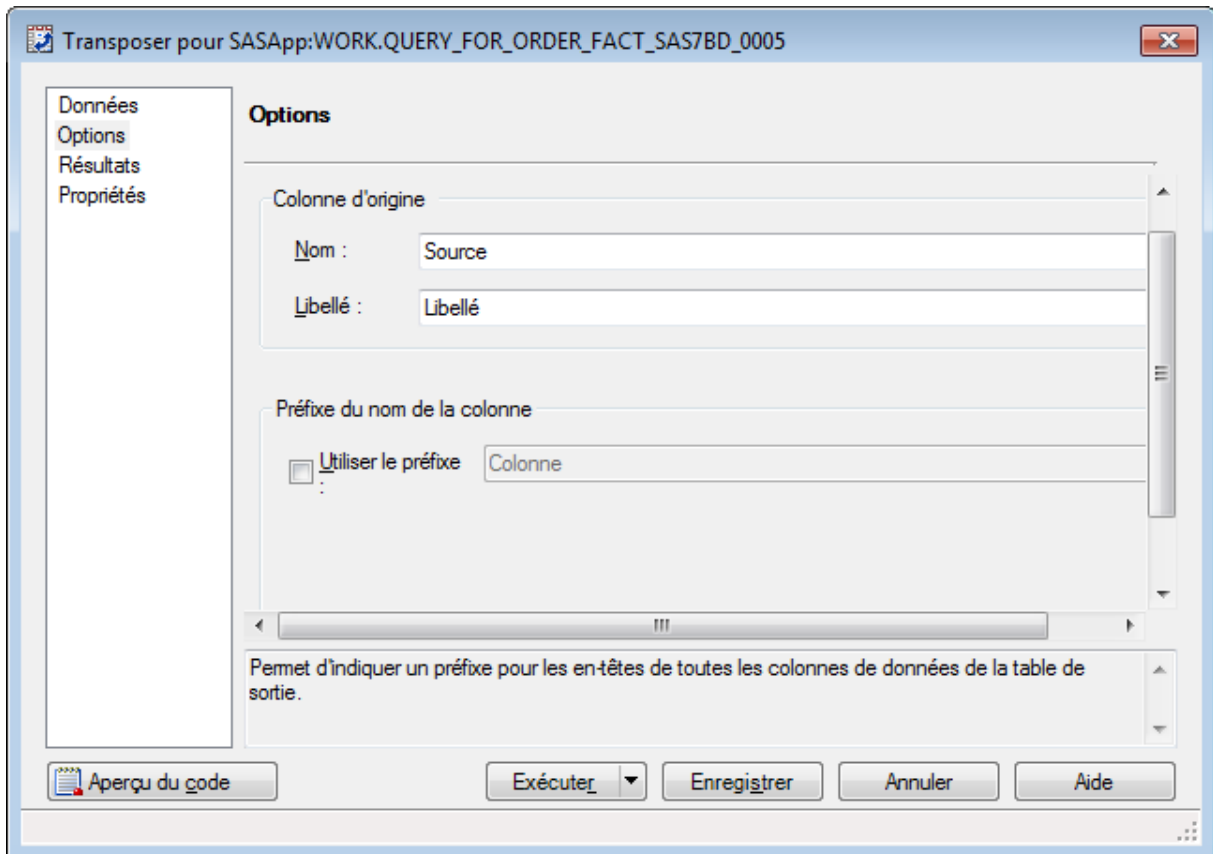 Transposer pour SASApp:WORK.QUERY_FOR_ORDER_FACT_SAS7BD_0005
Données
Options
Résultats
Propriétés
Options
Colonne d'origine
Nom :
Source
Libellé :
Libellé
Préfixe du nom de la colonne
Utiliser le préfixe
:
Colonne
Permet d'indiquer un préfixe pour les en-têtes de toutes les colonnes de données de la table de
sortie.
Aperçu du code
Exécuter
Enregistrer
Annuler
Aide